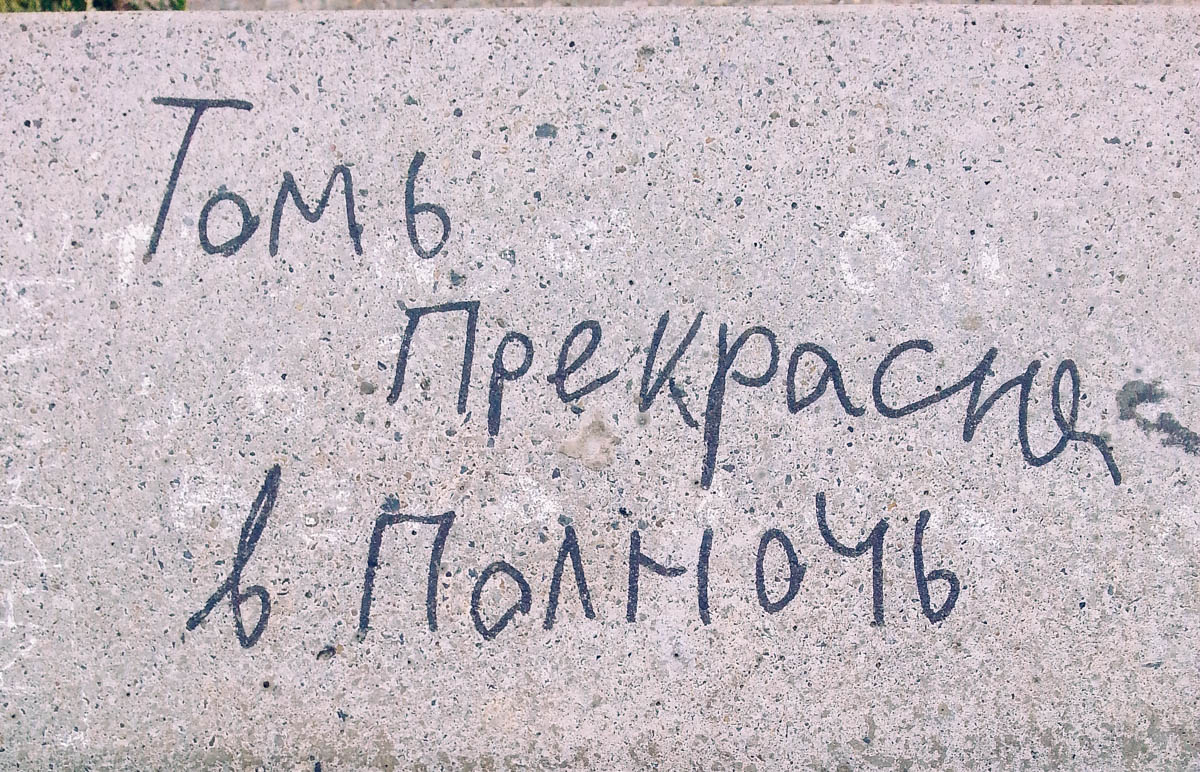 Томь
Прекрасна
в Полночь